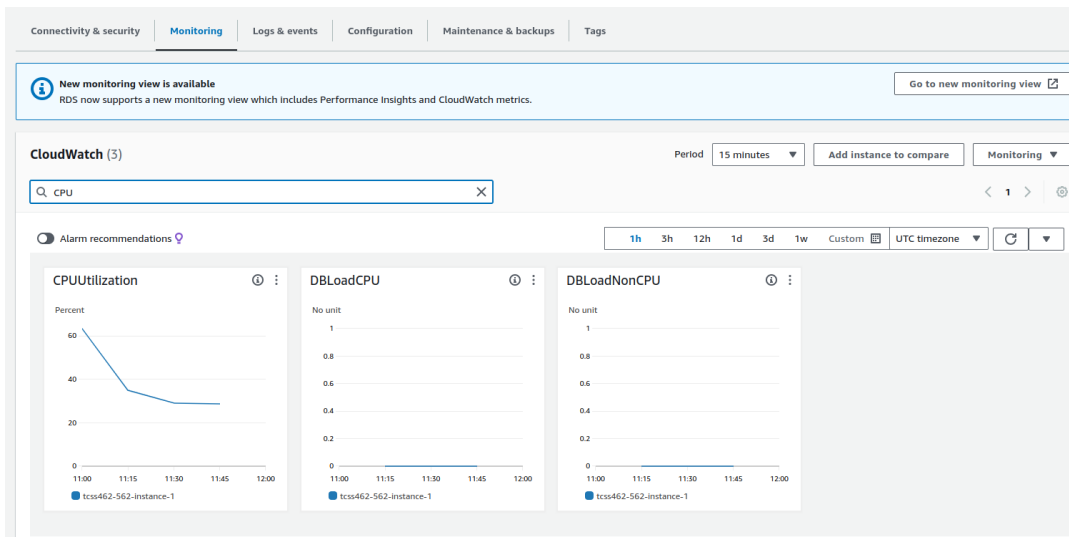 Connectivity & security Monitoring Logs & events Configuration Maintenance & backups Tags
New monitoring view is available
RDS now supports a new monitoring view which includes Performance Insights and CloudWatch metrics.
Go to new monitoring view
CloudWatch (3)
Period 15 minutes Add instance to compare Monitoring
CPU
1
Alarm recommendations
1h 3h 12h 1d 3d 1w Custom UTC timezone
CPUUtilization
Percent
60
40
20
0
11:00 11:15 11:30 11:45 12:00
tcss462-562-instance-1
DBLoadCPU
No unit
1
0.8
0.6
0.4
0.2
0
11:00 11:15 11:30 11:45 12:00
tcss462-562-instance-1
DBLoadNonCPU
No unit
1
0.8
0.6
0.4
0.2
0
11:00 11:15 11:30 11:45 12:00
tcss462-562-instance-1